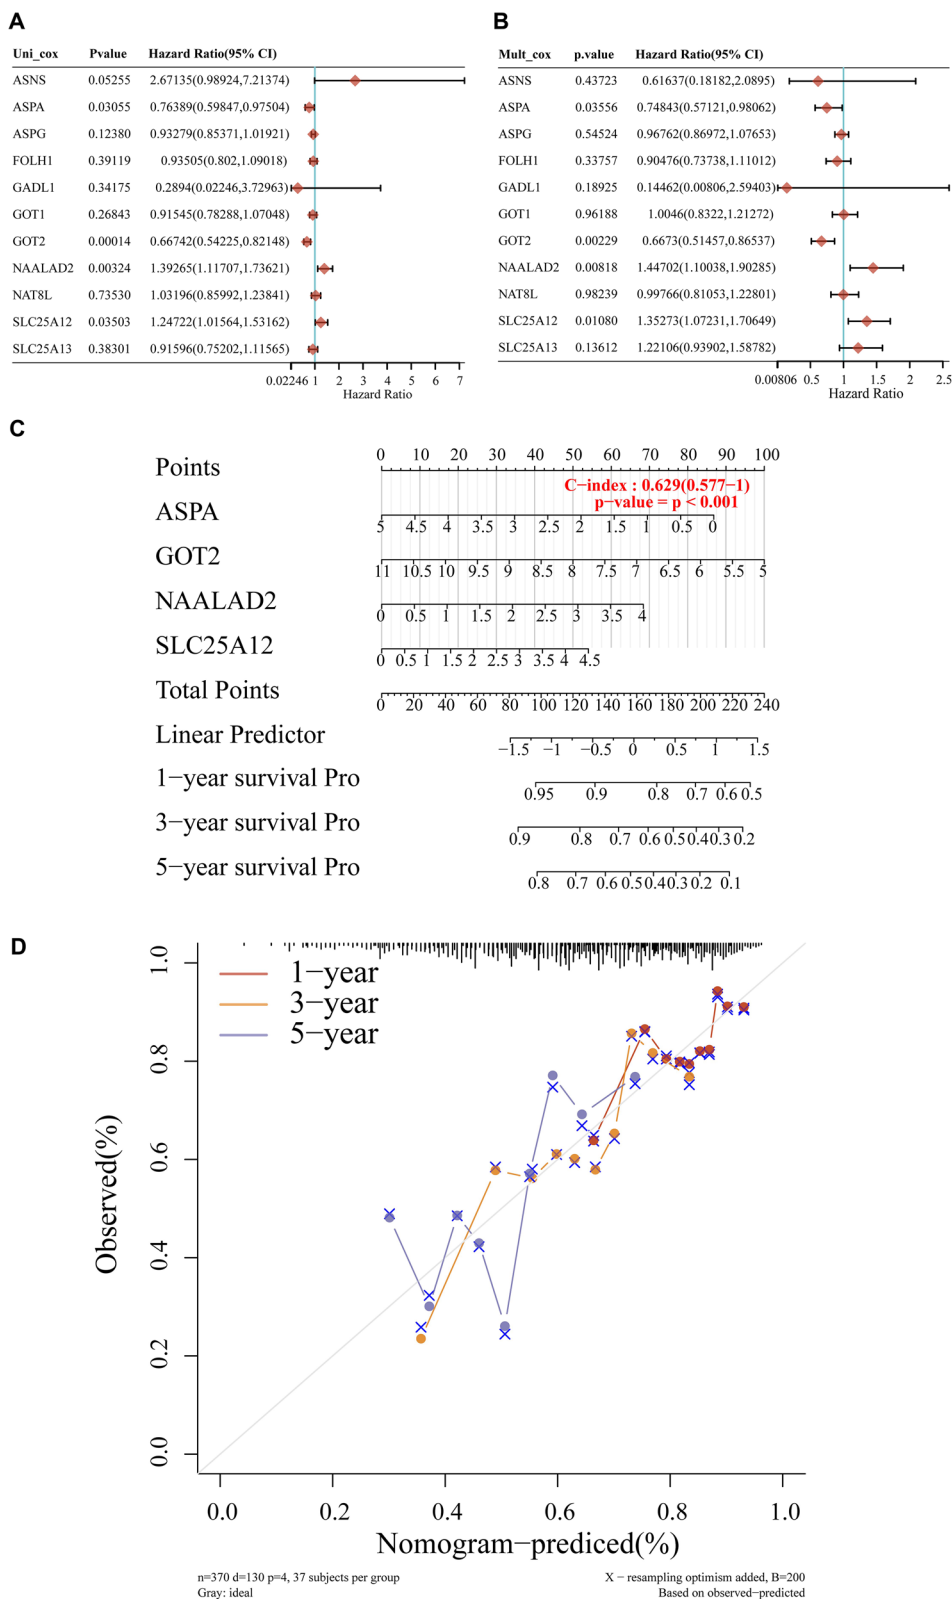 A
Uni_cox Pvalue Hazard Ratio(95% CI)
ASNS 0.05255 2.67135(0.98924,7.21374)
ASPA 0.03055 0.76389(0.59847,0.97504)
ASPG 0.12380 0.93279(0.85371,1.01921)
FOLH1 0.39119 0.93505(0.802,1.09018)
GADL1 0.34175 0.2894(0.02246,3.72963)
GOT1 0.26843 0.91545(0.78288,1.07048)
GOT2 0.00014 0.66742(0.54225,0.82148)
NAALAD2 0.00324 1.39265(1.11707,1.73621)
NAT8L 0.73530 1.03196(0.85992,1.23841)
SLC25A12 0.03503 1.24722(1.01564,1.53162)
SLC25A13 0.38301 0.91596(0.75202,1.11565)
0.02246 1 2 3 4 5 6 7
Hazard Ratio
B
Mult_cox p.value Hazard Ratio(95% CI)
ASNS 0.43723 0.61637(0.18182,2.0895)
ASPA 0.03556 0.74843(0.57121,0.98062)
ASPG 0.54524 0.96762(0.86972,1.07653)
FOLH1 0.33757 0.90476(0.73738,1.11012)
GADL1 0.18925 0.14462(0.00806,2.59403)
GOT1 0.96188 1.0046(0.8322,1.21272)
GOT2 0.00229 0.6673(0.51457,0.86537)
NAALAD2 0.00818 1.44702(1.10038,1.90285)
NAT8L 0.98239 0.99766(0.81053,1.22801)
SLC25A12 0.01080 1.35273(1.07231,1.70649)
SLC25A13 0.13612 1.22106(0.93902,1.58782)
0.00806 0.5 1 1.5 2 2.5
Hazard Ratio
C
Points 0 10 20 30 40 50 60 70 80 90 100
C−index : 0.629(0.577−1)
p−value = p < 0.001
ASPA 5 4.5 4 3.5 3 2.5 2 1.5 1 0.5 0
GOT2 11 10.5 10 9.5 9 8.5 8 7.5 7 6.5 6 5.5 5
NAALAD2 0 0.5 1 1.5 2 2.5 3 3.5 4
SLC25A12 0 0.5 1 1.5 2 2.5 3 3.5 4 4.5
Total Points 0 20 40 60 80 100 120 140 160 180 200 220 240
Linear Predictor −1.5 −1 −0.5 0 0.5 1 1.5
1−year survival Pro 0.95 0.9 0.8 0.7 0.6 0.5
3−year survival Pro 0.9 0.8 0.7 0.6 0.5 0.4 0.3 0.2
5−year survival Pro 0.8 0.7 0.6 0.5 0.4 0.3 0.2 0.1
D
1−year
3−year
5−year
Observed(%)
1.0
0.8
0.6
0.4
0.2
0.0
0.0 0.2 0.4 0.6 0.8 1.0
Nomogram−prediced(%)
n=370 d=130 p=4, 37 subjects per group
Gray: ideal
X − resampling optimism added, B=200
Based on observed−predicted